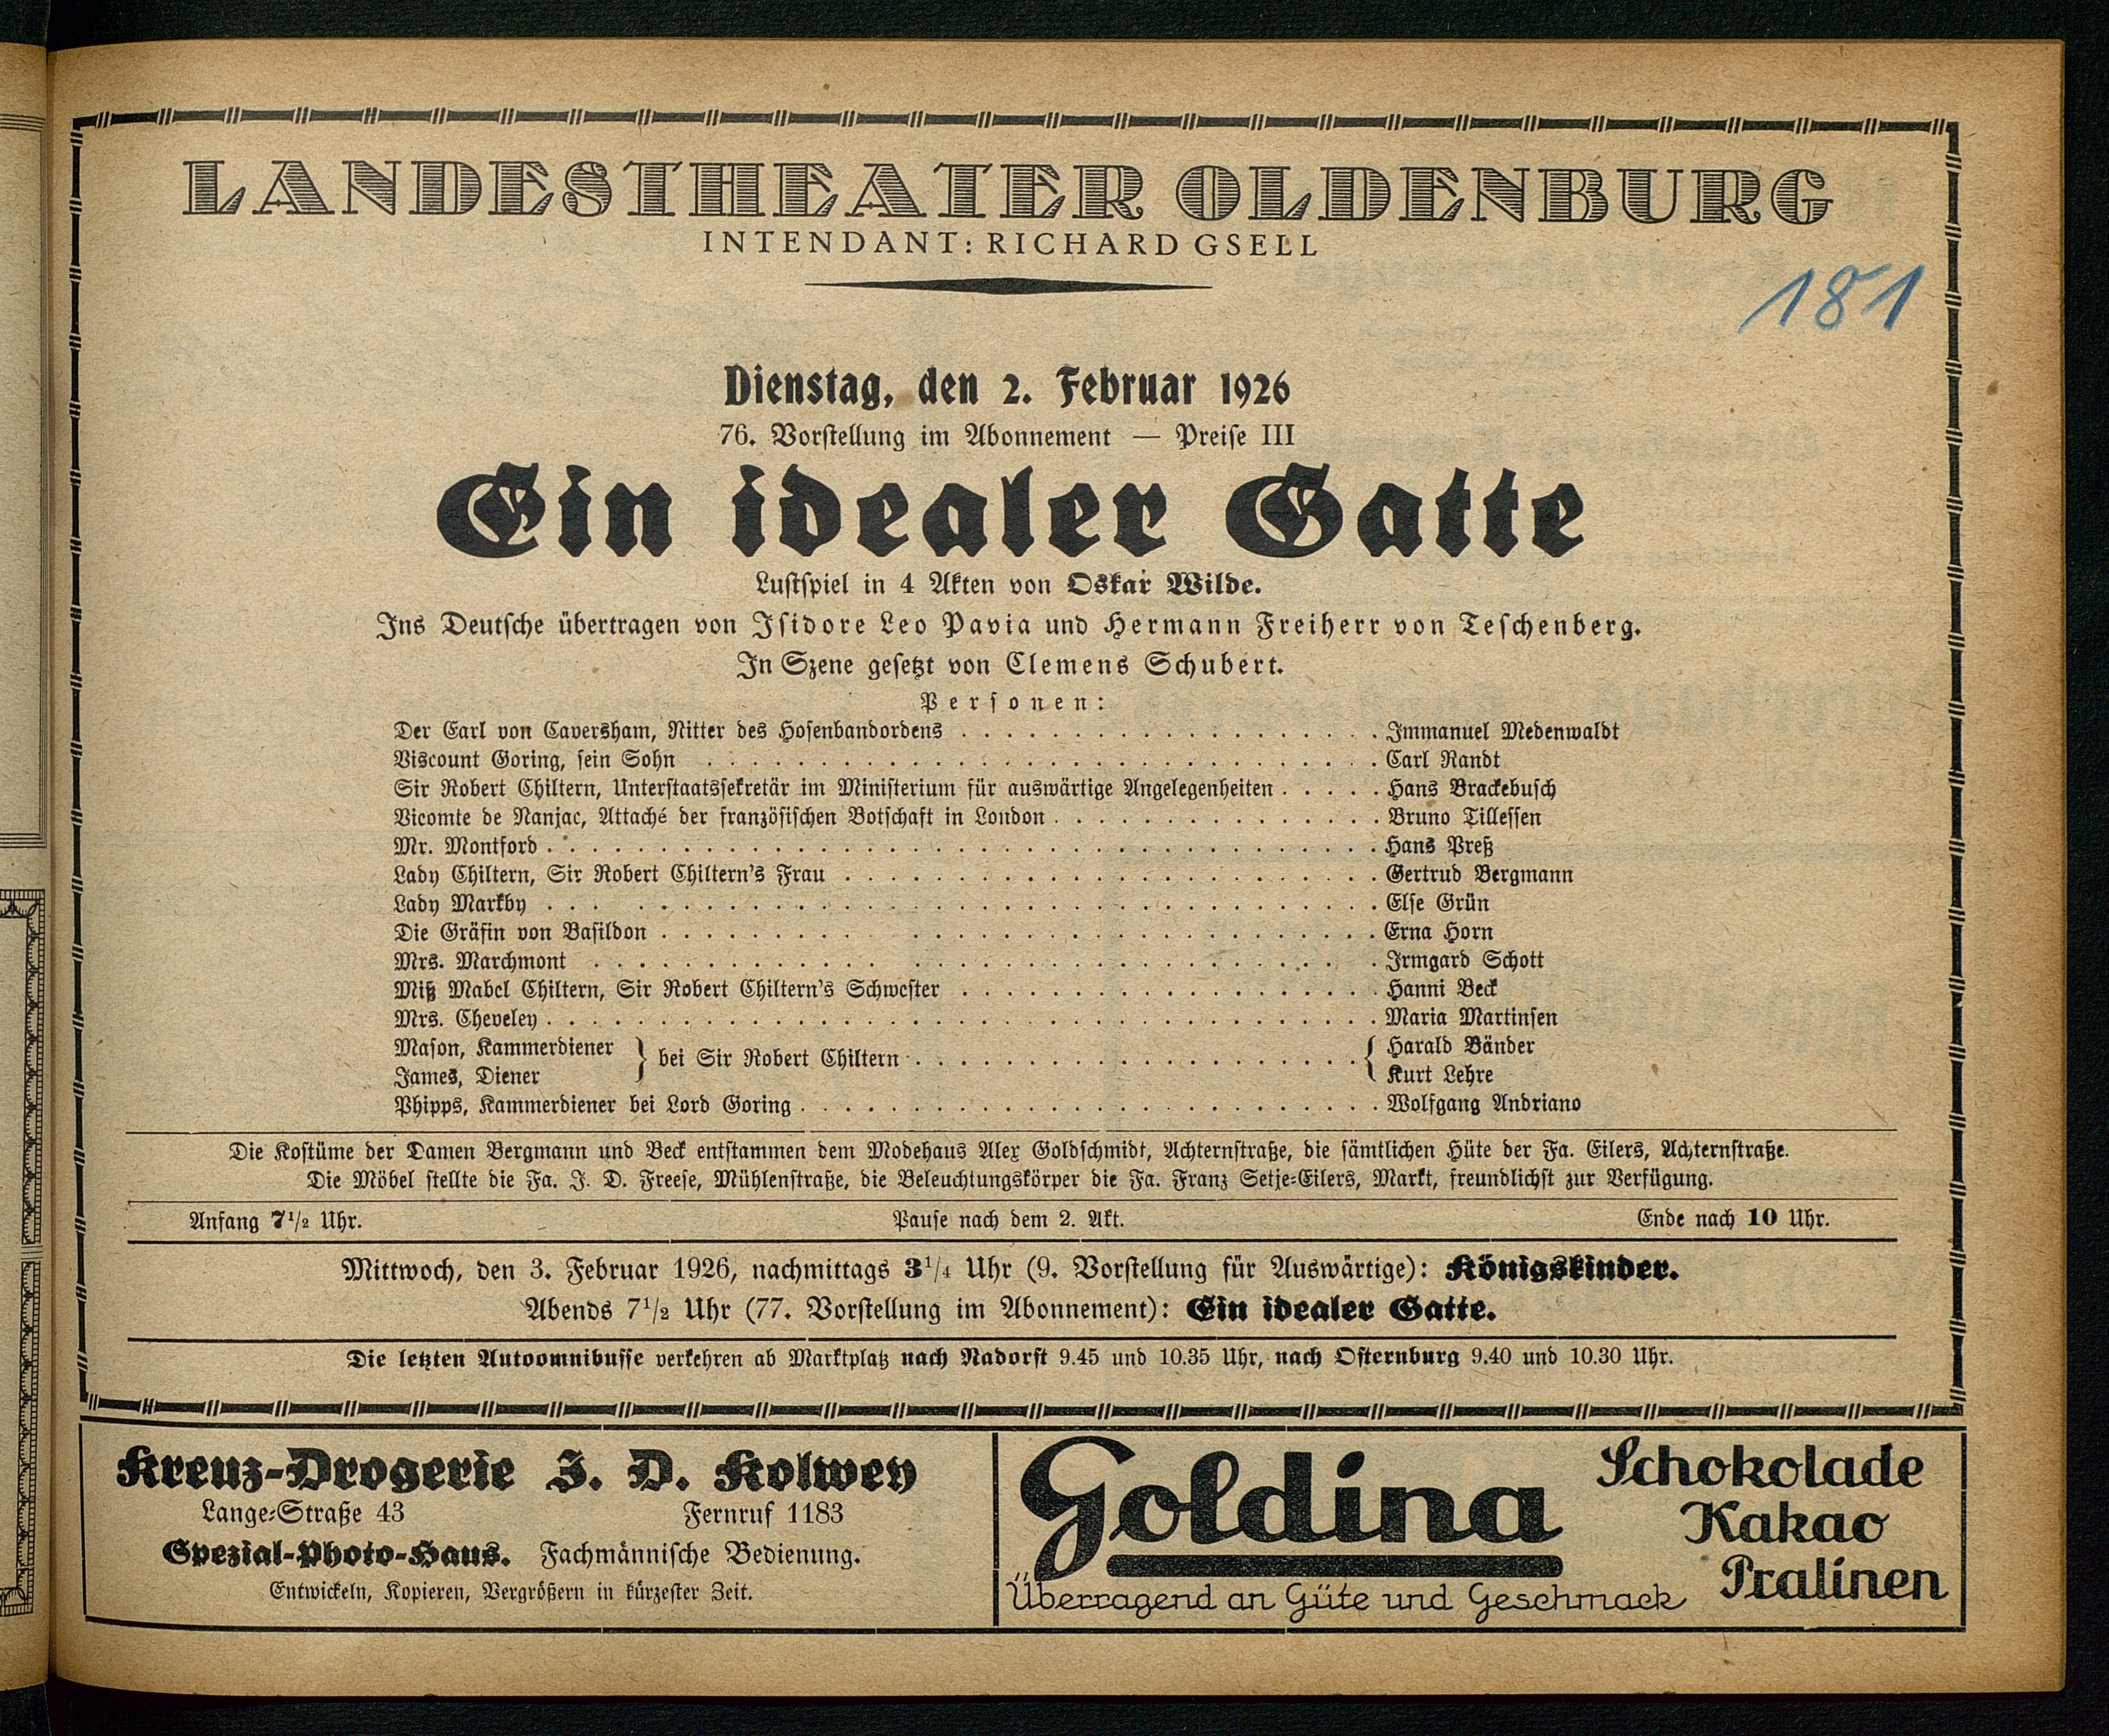 LANDESTHEATER OLDENBURG
INTENDANT: RICHARD GSELL
181
Dienstag, den 2. Februar 1926
76. Vorstellung im Abonnement — Preise III
Ein idealer Gatte
Lustspiel in 4 Akten von Oskar Wilde.
Ins Deutsche übertragen von Isidore Leo Pavia und Hermann Freiherr von Teschenberg.
In Szene gesetzt von Clemens Schubert.
Personen:
Der Earl von Caversham, Ritter des Hosenbandordens . . . . . Immanuel Medenwaldt
Viscount Goring, sein Sohn . . . . . Carl Randt
Sir Robert Chiltern, Unterstaatssekretär im Ministerium für auswärtige Angelegenheiten . . . . . Hans Brackebusch
Vicomte de Nanjac, Attaché der französischen Botschaft in London . . . . . Bruno Tillessen
Mr. Montford . . . . . Hans Preß
Lady Chiltern, Sir Robert Chiltern's Frau . . . . . Gertrud Bergmann
Lady Markby . . . . . Else Grün
Die Gräfin von Basildon . . . . . Erna Horn
Mrs. Marchmont . . . . . Irmgard Schott
Miß Mabel Chiltern, Sir Robert Chiltern's Schwester . . . . . Hanni Beck
Mrs. Cheveley . . . . . Maria Martinsen
Mason, Kammerdiener } bei Sir Robert Chiltern . . . . . { Harald Bänder
James, Diener } { Kurt Lehre
Phipps, Kammerdiener bei Lord Goring . . . . . Wolfgang Andriano
Die Kostüme der Damen Bergmann und Beck entstammen dem Modehaus Alex Goldschmidt, Achternstraße, die sämtlichen Hüte der Fa. Eilers, Achternstraße.
Die Möbel stellte die Fa. J. D. Freese, Mühlenstraße, die Beleuchtungskörper die Fa. Franz Setje-Eilers, Markt, freundlichst zur Verfügung.
Anfang 7½ Uhr. Pause nach dem 2. Akt. Ende nach 10 Uhr.
Mittwoch, den 3. Februar 1926, nachmittags 3¼ Uhr (9. Vorstellung für Auswärtige): Königskinder.
Abends 7½ Uhr (77. Vorstellung im Abonnement): Ein idealer Gatte.
Die letzten Autoomnibusse verkehren ab Marktplatz nach Nadorst 9.45 und 10.35 Uhr, nach Osternburg 9.40 und 10.30 Uhr.
Kreuz-Drogerie J. D. Kolwey
Lange-Straße 43 Fernruf 1183
Spezial-Photo-Haus. Fachmännische Bedienung.
Entwickeln, Kopieren, Vergrößern in kürzester Zeit.
Goldina
Überragend an Güte und Geschmack
Schokolade
Kakao
Pralinen